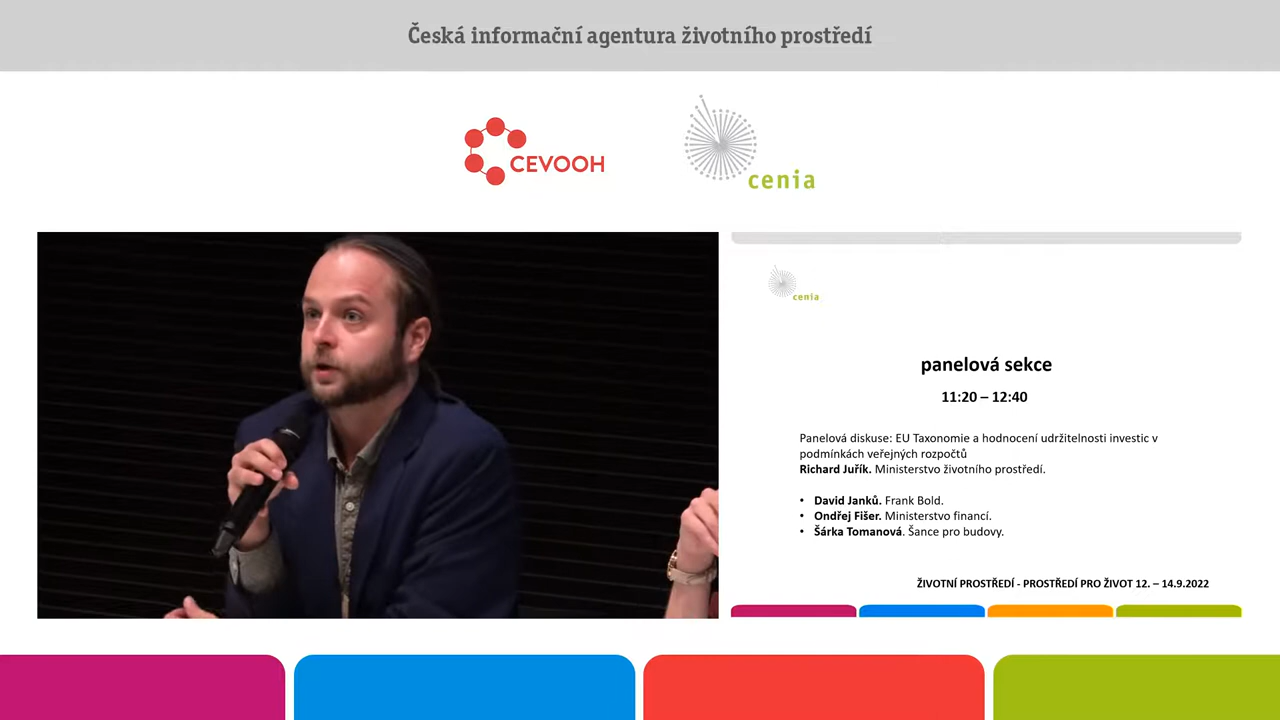 Česká informační agentura životního prostředí
CEVOOH
cenia
cenia
panelová sekce
11:20 – 12:40
Panelová diskuse: EU Taxonomie a hodnocení udržitelnosti investic v
podmínkách veřejných rozpočtů
Richard Juřík. Ministerstvo životního prostředí.
• David Janků. Frank Bold.
• Ondřej Fišer. Ministerstvo financí.
• Šárka Tomanová. Šance pro budovy.
ŽIVOTNÍ PROSTŘEDÍ - PROSTŘEDÍ PRO ŽIVOT 12. – 14.9.2022